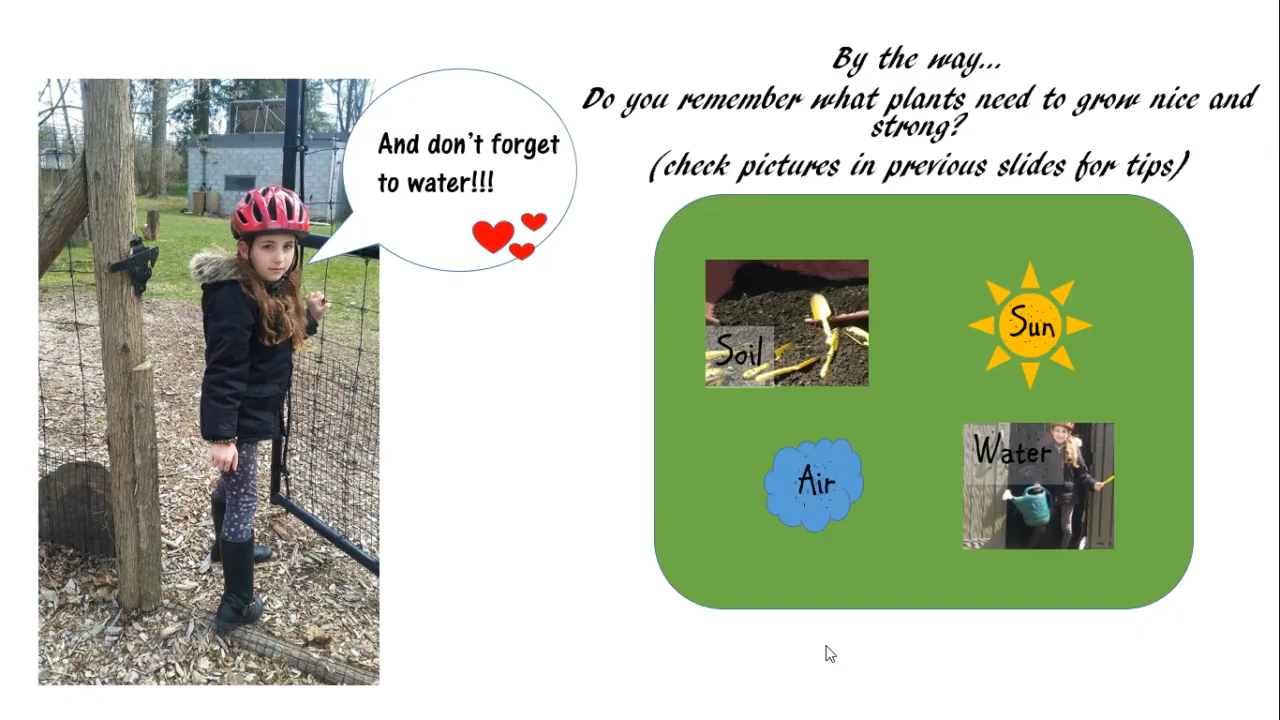 And don't forget
to water!!!
By the way...
Do you remember what plants need to grow nice and
strong?
(check pictures in previous slides for tips)
Soil
Sun
Air
Water